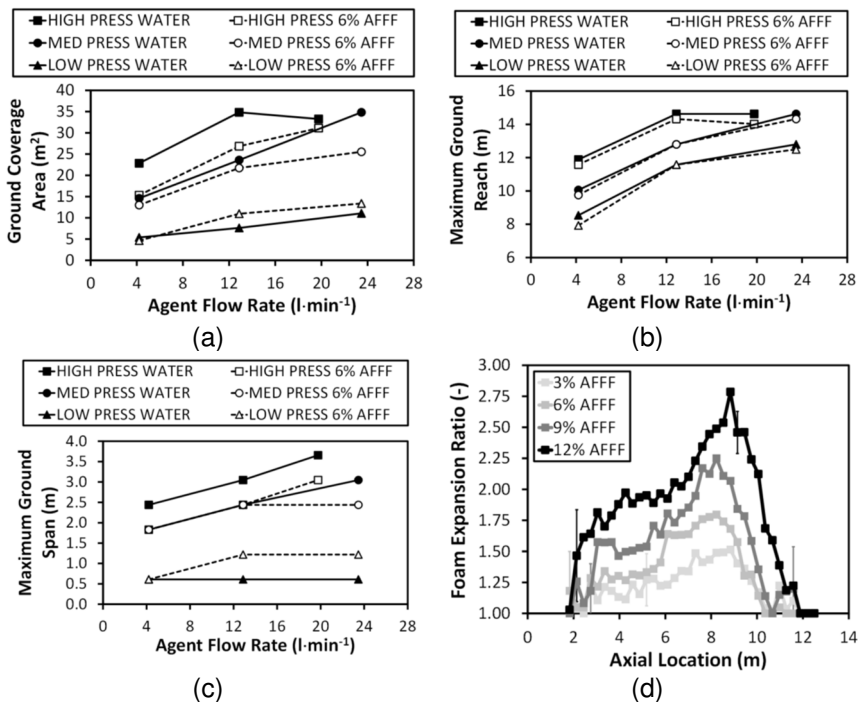 HIGH PRESS WATER HIGH PRESS 6% AFFF
MED PRESS WATER MED PRESS 6% AFFF
LOW PRESS WATER LOW PRESS 6% AFFF
Ground Coverage
Area (m²)
40
35
30
25
20
15
10
5
0
0 4 8 12 16 20 24 28
Agent Flow Rate (l·min⁻¹)
(a)
HIGH PRESS WATER HIGH PRESS 6% AFFF
MED PRESS WATER MED PRESS 6% AFFF
LOW PRESS WATER LOW PRESS 6% AFFF
Maximum Ground
Reach (m)
16
14
12
10
8
6
0 4 8 12 16 20 24 28
Agent Flow Rate (l·min⁻¹)
(b)
HIGH PRESS WATER HIGH PRESS 6% AFFF
MED PRESS WATER MED PRESS 6% AFFF
LOW PRESS WATER LOW PRESS 6% AFFF
Maximum Ground
Span (m)
4.0
3.5
3.0
2.5
2.0
1.5
1.0
0.5
0.0
0 4 8 12 16 20 24 28
Agent Flow Rate (l·min⁻¹)
(c)
Foam Expansion Ratio (-)
3.00
2.75
2.50
2.25
2.00
1.75
1.50
1.25
1.00
3% AFFF
6% AFFF
9% AFFF
12% AFFF
0 2 4 6 8 10 12 14
Axial Location (m)
(d)